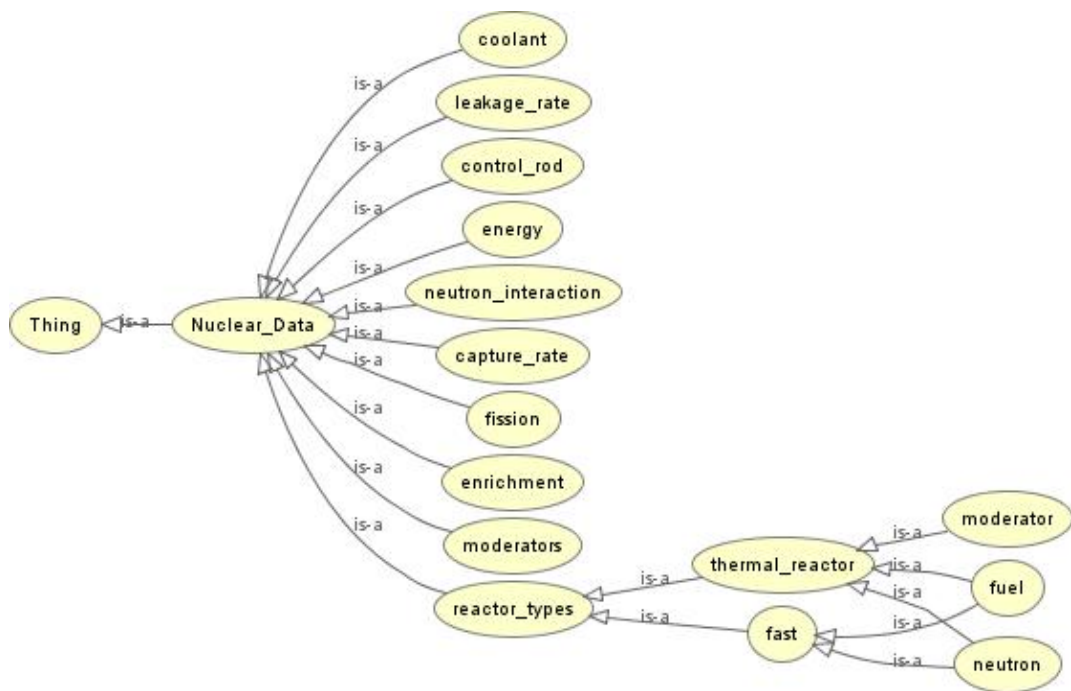 coolant
is-a
leakage_rate
is-a
control_rod
is-a
energy
is-a
neutron_interaction
is-a
Thing
is-a
Nuclear_Data
is-a
capture_rate
is-a
fission
is-a
enrichment
is-a
moderators
is-a
reactor_types
is-a
thermal_reactor
is-a
moderator
is-a
fuel
is-a
is-a
fast
is-a
neutron